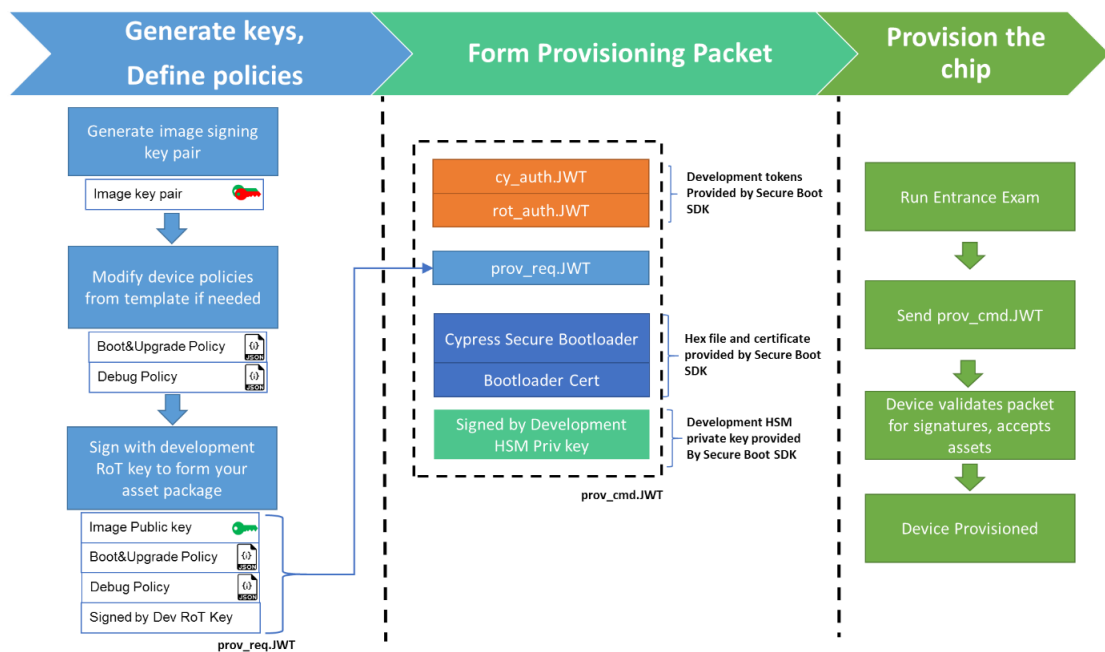 Generate keys,
Define policies
Form Provisioning Packet
Provision the
chip
Generate image signing
key pair
Image key pair
Modify device policies
from template if needed
Boot&Upgrade Policy
{i}
JSON
Debug Policy
{i}
JSON
Sign with development
RoT key to form your
asset package
Image Public key
Boot&Upgrade Policy
{i}
JSON
Debug Policy
{i}
JSON
Signed by Dev RoT Key
prov_req.JWT
cy_auth.JWT
rot_auth.JWT
Development tokens
Provided by Secure Boot
SDK
prov_req.JWT
Cypress Secure Bootloader
Bootloader Cert
Hex file and certificate
provided by Secure Boot
SDK
Signed by Development
HSM Priv key
Development HSM
private key provided
By Secure Boot SDK
prov_cmd.JWT
Run Entrance Exam
Send prov_cmd.JWT
Device validates packet
for signatures, accepts
assets
Device Provisioned